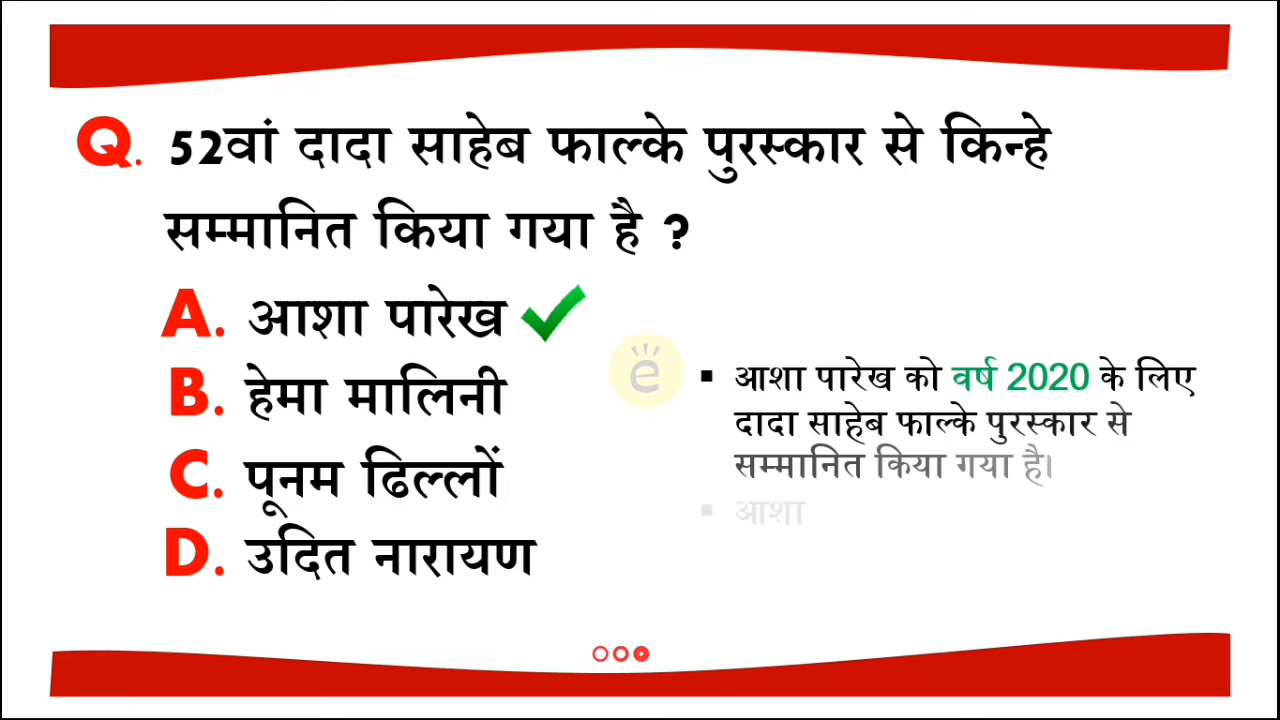 Q. 52वां दादा साहेब फाल्के पुरस्कार से किन्हे
सम्मानित किया गया है ?
A. आशा पारेख
B. हेमा मालिनी
C. पूनम ढिल्लों
D. उदित नारायण
e
▪ आशा पारेख को वर्ष 2020 के लिए
दादा साहेब फाल्के पुरस्कार से
सम्मानित किया गया है।
▪ आशा